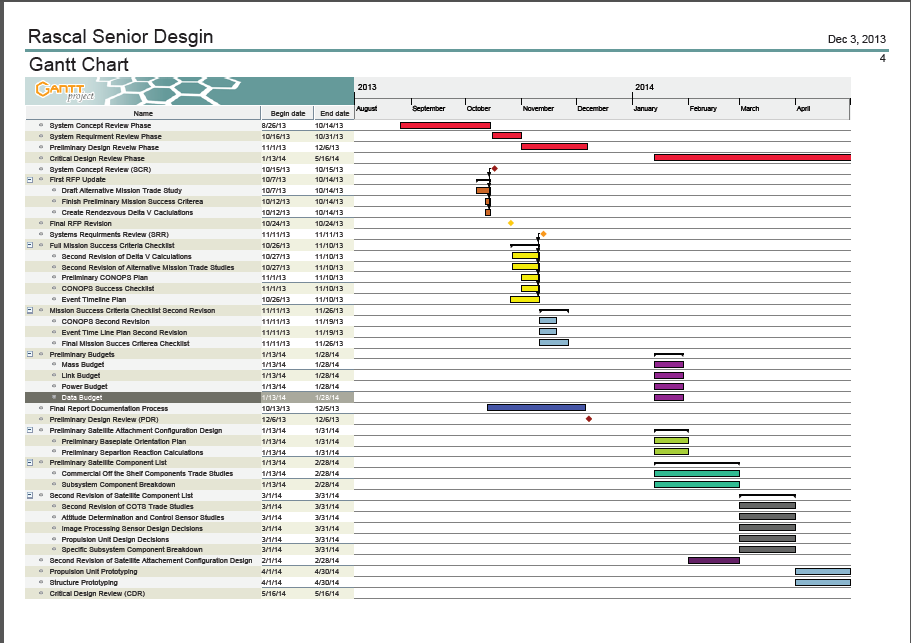 Rascal Senior Desgin
Dec 3, 2013
Gantt Chart
4
GANTT project
2013 2014
Name Begin date End date August September October November December January February March April
System Concept Review Phase 8/26/13 10/14/13
System Requirment Review Phase 10/16/13 10/31/13
Preliminary Design Reveiw Phase 11/1/13 12/6/13
Critical Design Review Phase 1/13/14 5/16/14
System Concept Review (SCR) 10/15/13 10/15/13
First RFP Update 10/7/13 10/14/13
Draft Alternative Mission Trade Study 10/7/13 10/14/13
Finish Preliminary Mission Success Criterea 10/12/13 10/14/13
Create Rendezvous Delta V Caclulations 10/12/13 10/14/13
Final RFP Revision 10/24/13 10/24/13
Systems Requirments Review (SRR) 11/11/13 11/11/13
Full Mission Success Criteria Checklist 10/26/13 11/10/13
Second Revision of Delta V Calculations 10/27/13 11/10/13
Second Revision of Alternative Mission Trade Studies 10/27/13 11/10/13
Preliminary CONOPS Plan 11/1/13 11/10/13
CONOPS Success Checklist 11/1/13 11/10/13
Event Timeline Plan 10/26/13 11/10/13
Mission Success Criteria Checklist Second Revison 11/11/13 11/26/13
CONOPS Second Revision 11/11/13 11/19/13
Event Time Line Plan Second Revision 11/11/13 11/19/13
Final Mission Succes Criterea Checklist 11/11/13 11/26/13
Preliminary Budgets 1/13/14 1/28/14
Mass Budget 1/13/14 1/28/14
Link Budget 1/13/14 1/28/14
Power Budget 1/13/14 1/28/14
Data Budget 1/13/14 1/28/14
Final Report Documentation Process 10/13/13 12/5/13
Preliminary Design Review (PDR) 12/6/13 12/6/13
Preliminary Satellite Attachment Configuration Design 1/13/14 1/31/14
Preliminary Baseplate Orientation Plan 1/13/14 1/31/14
Preliminary Separtion Reaction Calculations 1/13/14 1/31/14
Preliminary Satellite Component List 1/13/14 2/28/14
Commercial Off the Shelf Components Trade Studies 1/13/14 2/28/14
Subsystem Component Breakdown 1/13/14 2/28/14
Second Revision of Satellite Component List 3/1/14 3/31/14
Second Revision of COTS Trade Studies 3/1/14 3/31/14
Attitude Determination and Control Sensor Studies 3/1/14 3/31/14
Image Processing Sensor Design Decisions 3/1/14 3/31/14
Propulsion Unit Design Decisions 3/1/14 3/31/14
Specific Subsystem Component Breakdown 3/1/14 3/31/14
Second Revision of Satellite Attachement Configuration Design 2/1/14 2/28/14
Propulsion Unit Prototyping 4/1/14 4/30/14
Structure Prototyping 4/1/14 4/30/14
Critical Design Review (CDR) 5/16/14 5/16/14